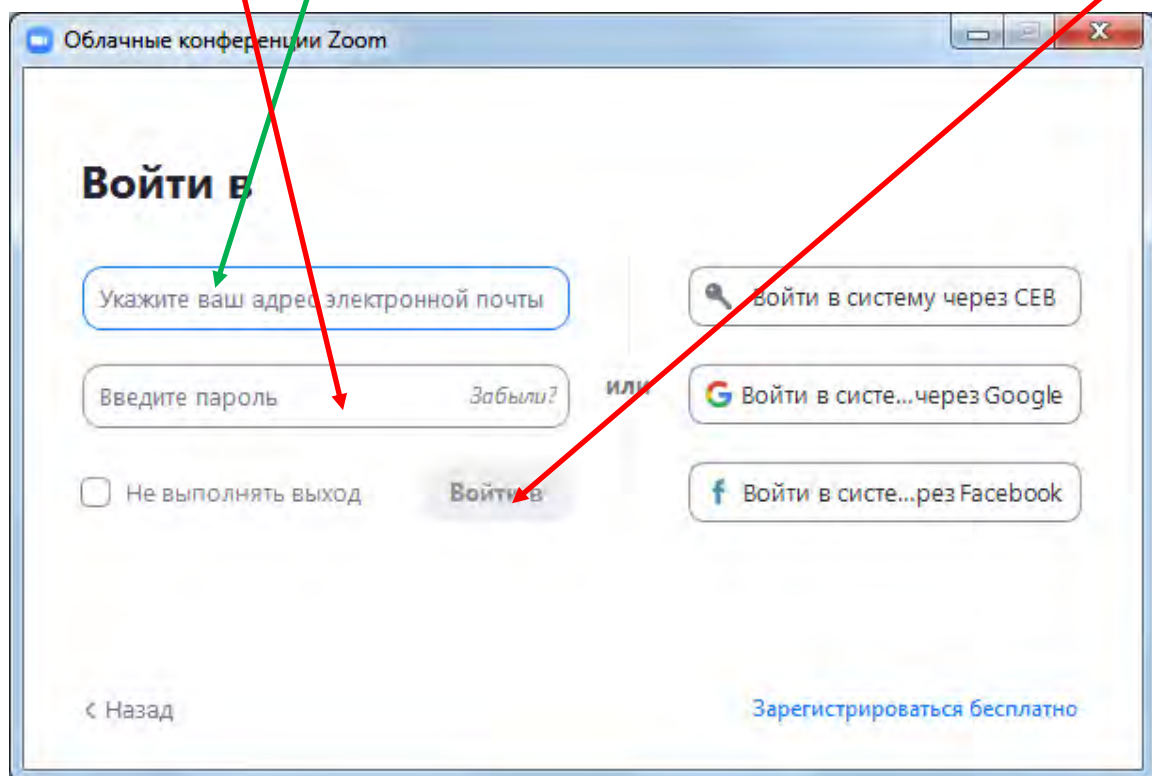 Облачные конференции Zoom
Войти в
Укажите ваш адрес электронной почты
Введите пароль
Забыли?
Не выполнять выход
Войти в
или
Войти в систему через СЕВ
Войти в систе...через Google
Войти в систе...рез Facebook
< Назад
Зарегистрироваться бесплатно